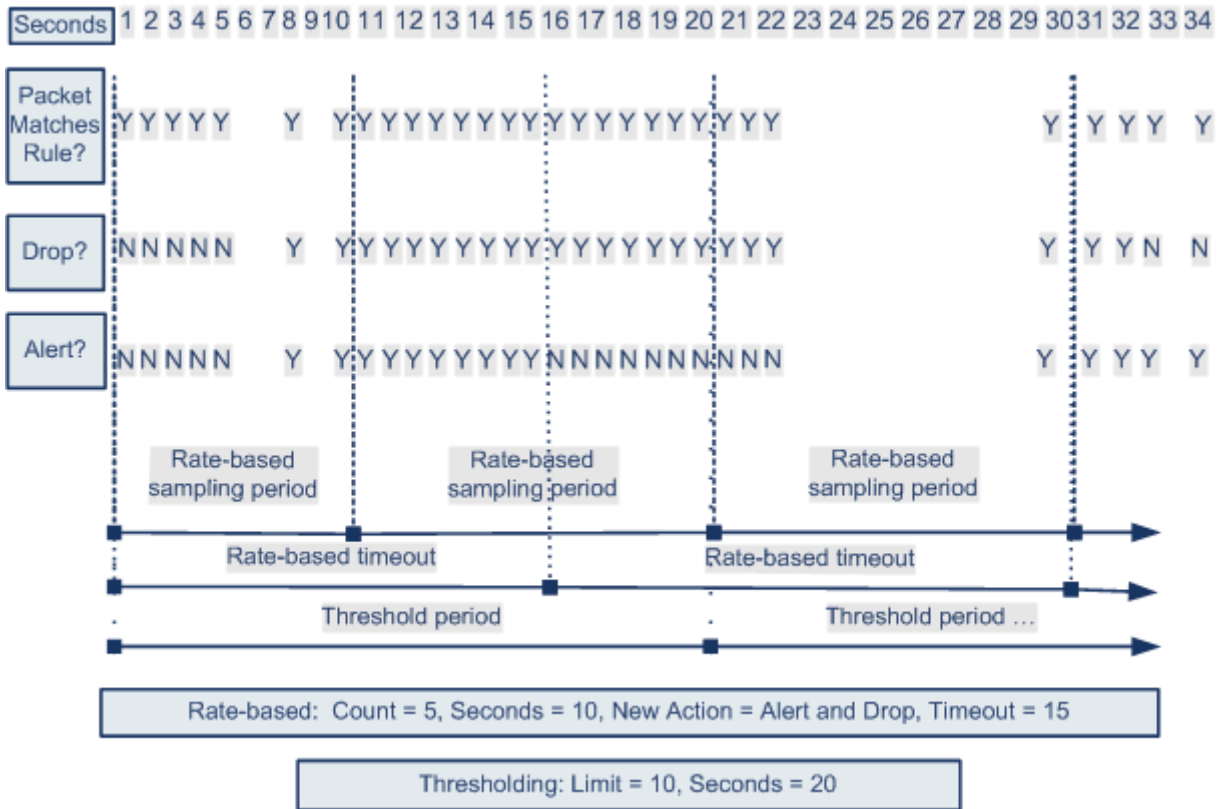 Seconds 1 2 3 4 5 6 7 8 9 10 11 12 13 14 15 16 17 18 19 20 21 22 23 24 25 26 27 28 29 30 31 32 33 34
Packet
Matches
Rule?
Y Y Y Y Y Y Y Y Y Y Y Y Y Y Y Y Y Y Y Y Y Y Y Y Y Y Y Y Y Y
Drop?
N N N N N Y Y Y Y Y Y Y Y Y Y Y Y Y Y Y Y Y Y Y Y Y Y Y N N
Alert?
N N N N N Y Y Y Y Y Y Y Y Y Y N N N N N N N N N N Y Y Y Y Y
Rate-based
sampling period
Rate-based
sampling period
Rate-based
sampling period
Rate-based timeout
Rate-based timeout
Threshold period
Threshold period ...
Rate-based: Count = 5, Seconds = 10, New Action = Alert and Drop, Timeout = 15
Thresholding: Limit = 10, Seconds = 20